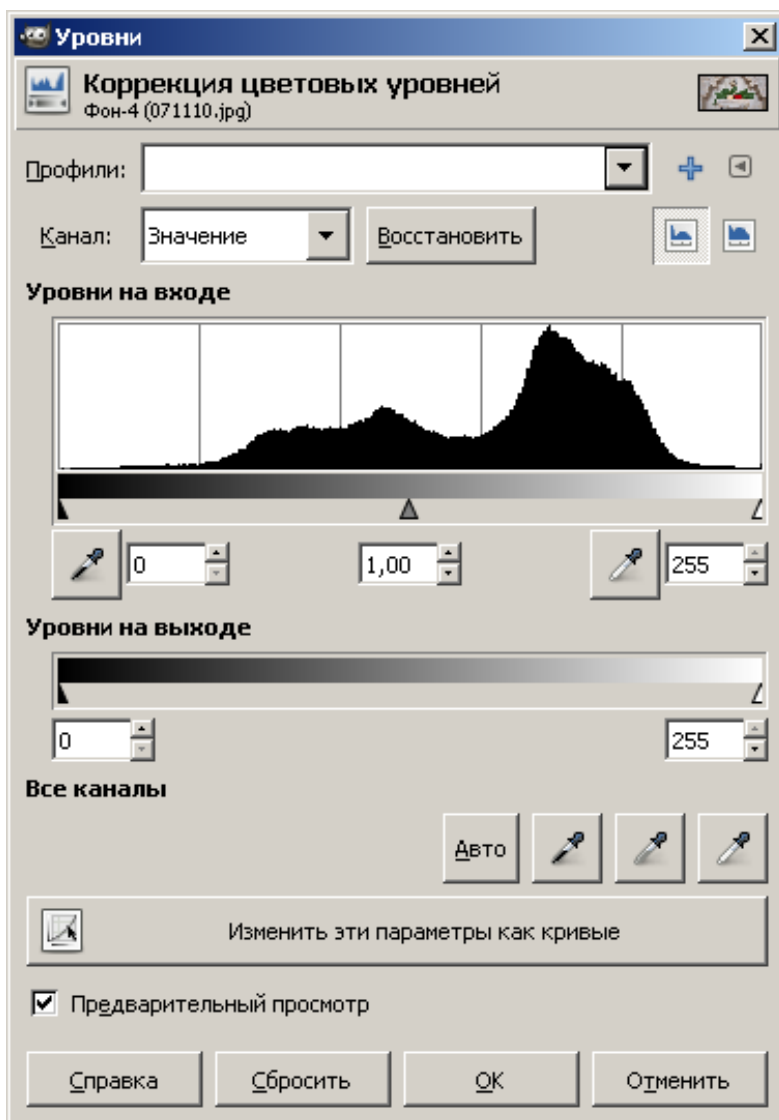 Уровни
Коррекция цветовых уровней
Фон-4 (071110.jpg)
Профили:
Канал: Значение Восстановить
Уровни на входе
0 1,00 255
Уровни на выходе
0 255
Все каналы
Авто
Изменить эти параметры как кривые
Предварительный просмотр
Справка Сбросить OK Отменить